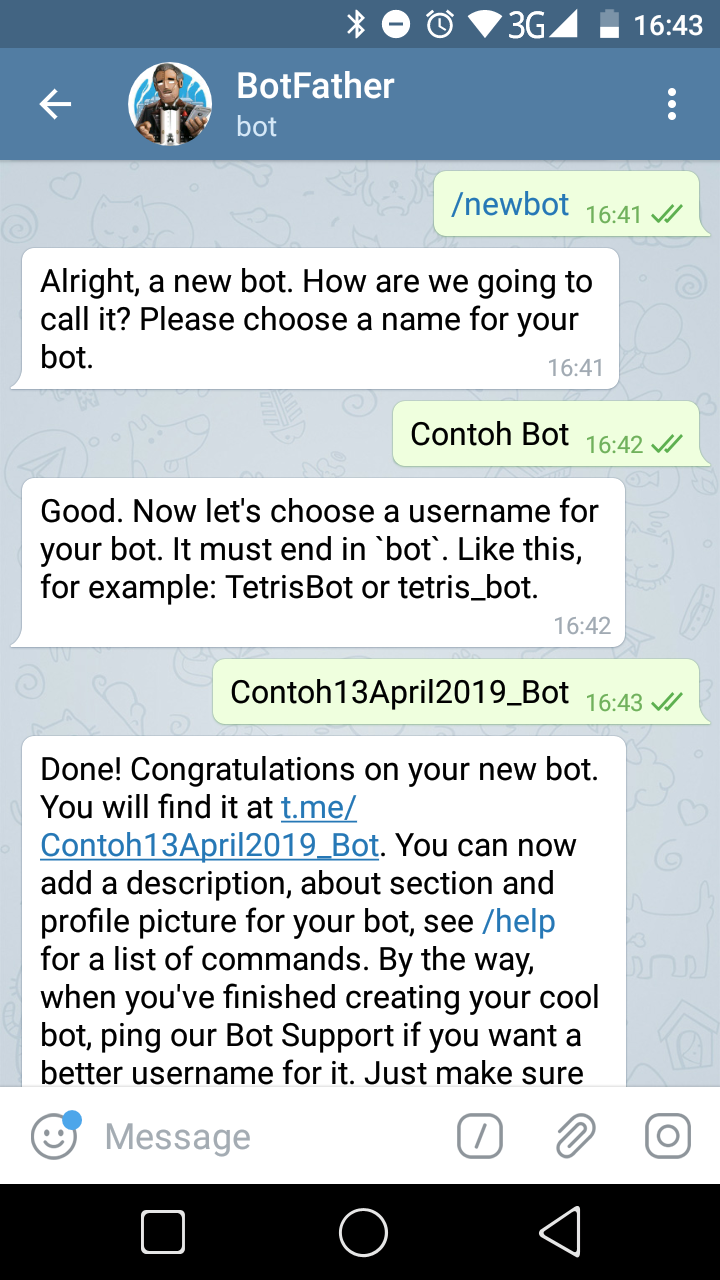 3G 16:43
BotFather
bot
/newbot 16:41
Alright, a new bot. How are we going to
call it? Please choose a name for your
bot.
16:41
Contoh Bot 16:42
Good. Now let's choose a username for
your bot. It must end in `bot`. Like this,
for example: TetrisBot or tetris_bot.
16:42
Contoh13April2019_Bot 16:43
Done! Congratulations on your new bot.
You will find it at t.me/
Contoh13April2019_Bot. You can now
add a description, about section and
profile picture for your bot, see /help
for a list of commands. By the way,
when you've finished creating your cool
bot, ping our Bot Support if you want a
better username for it. Just make sure
Message